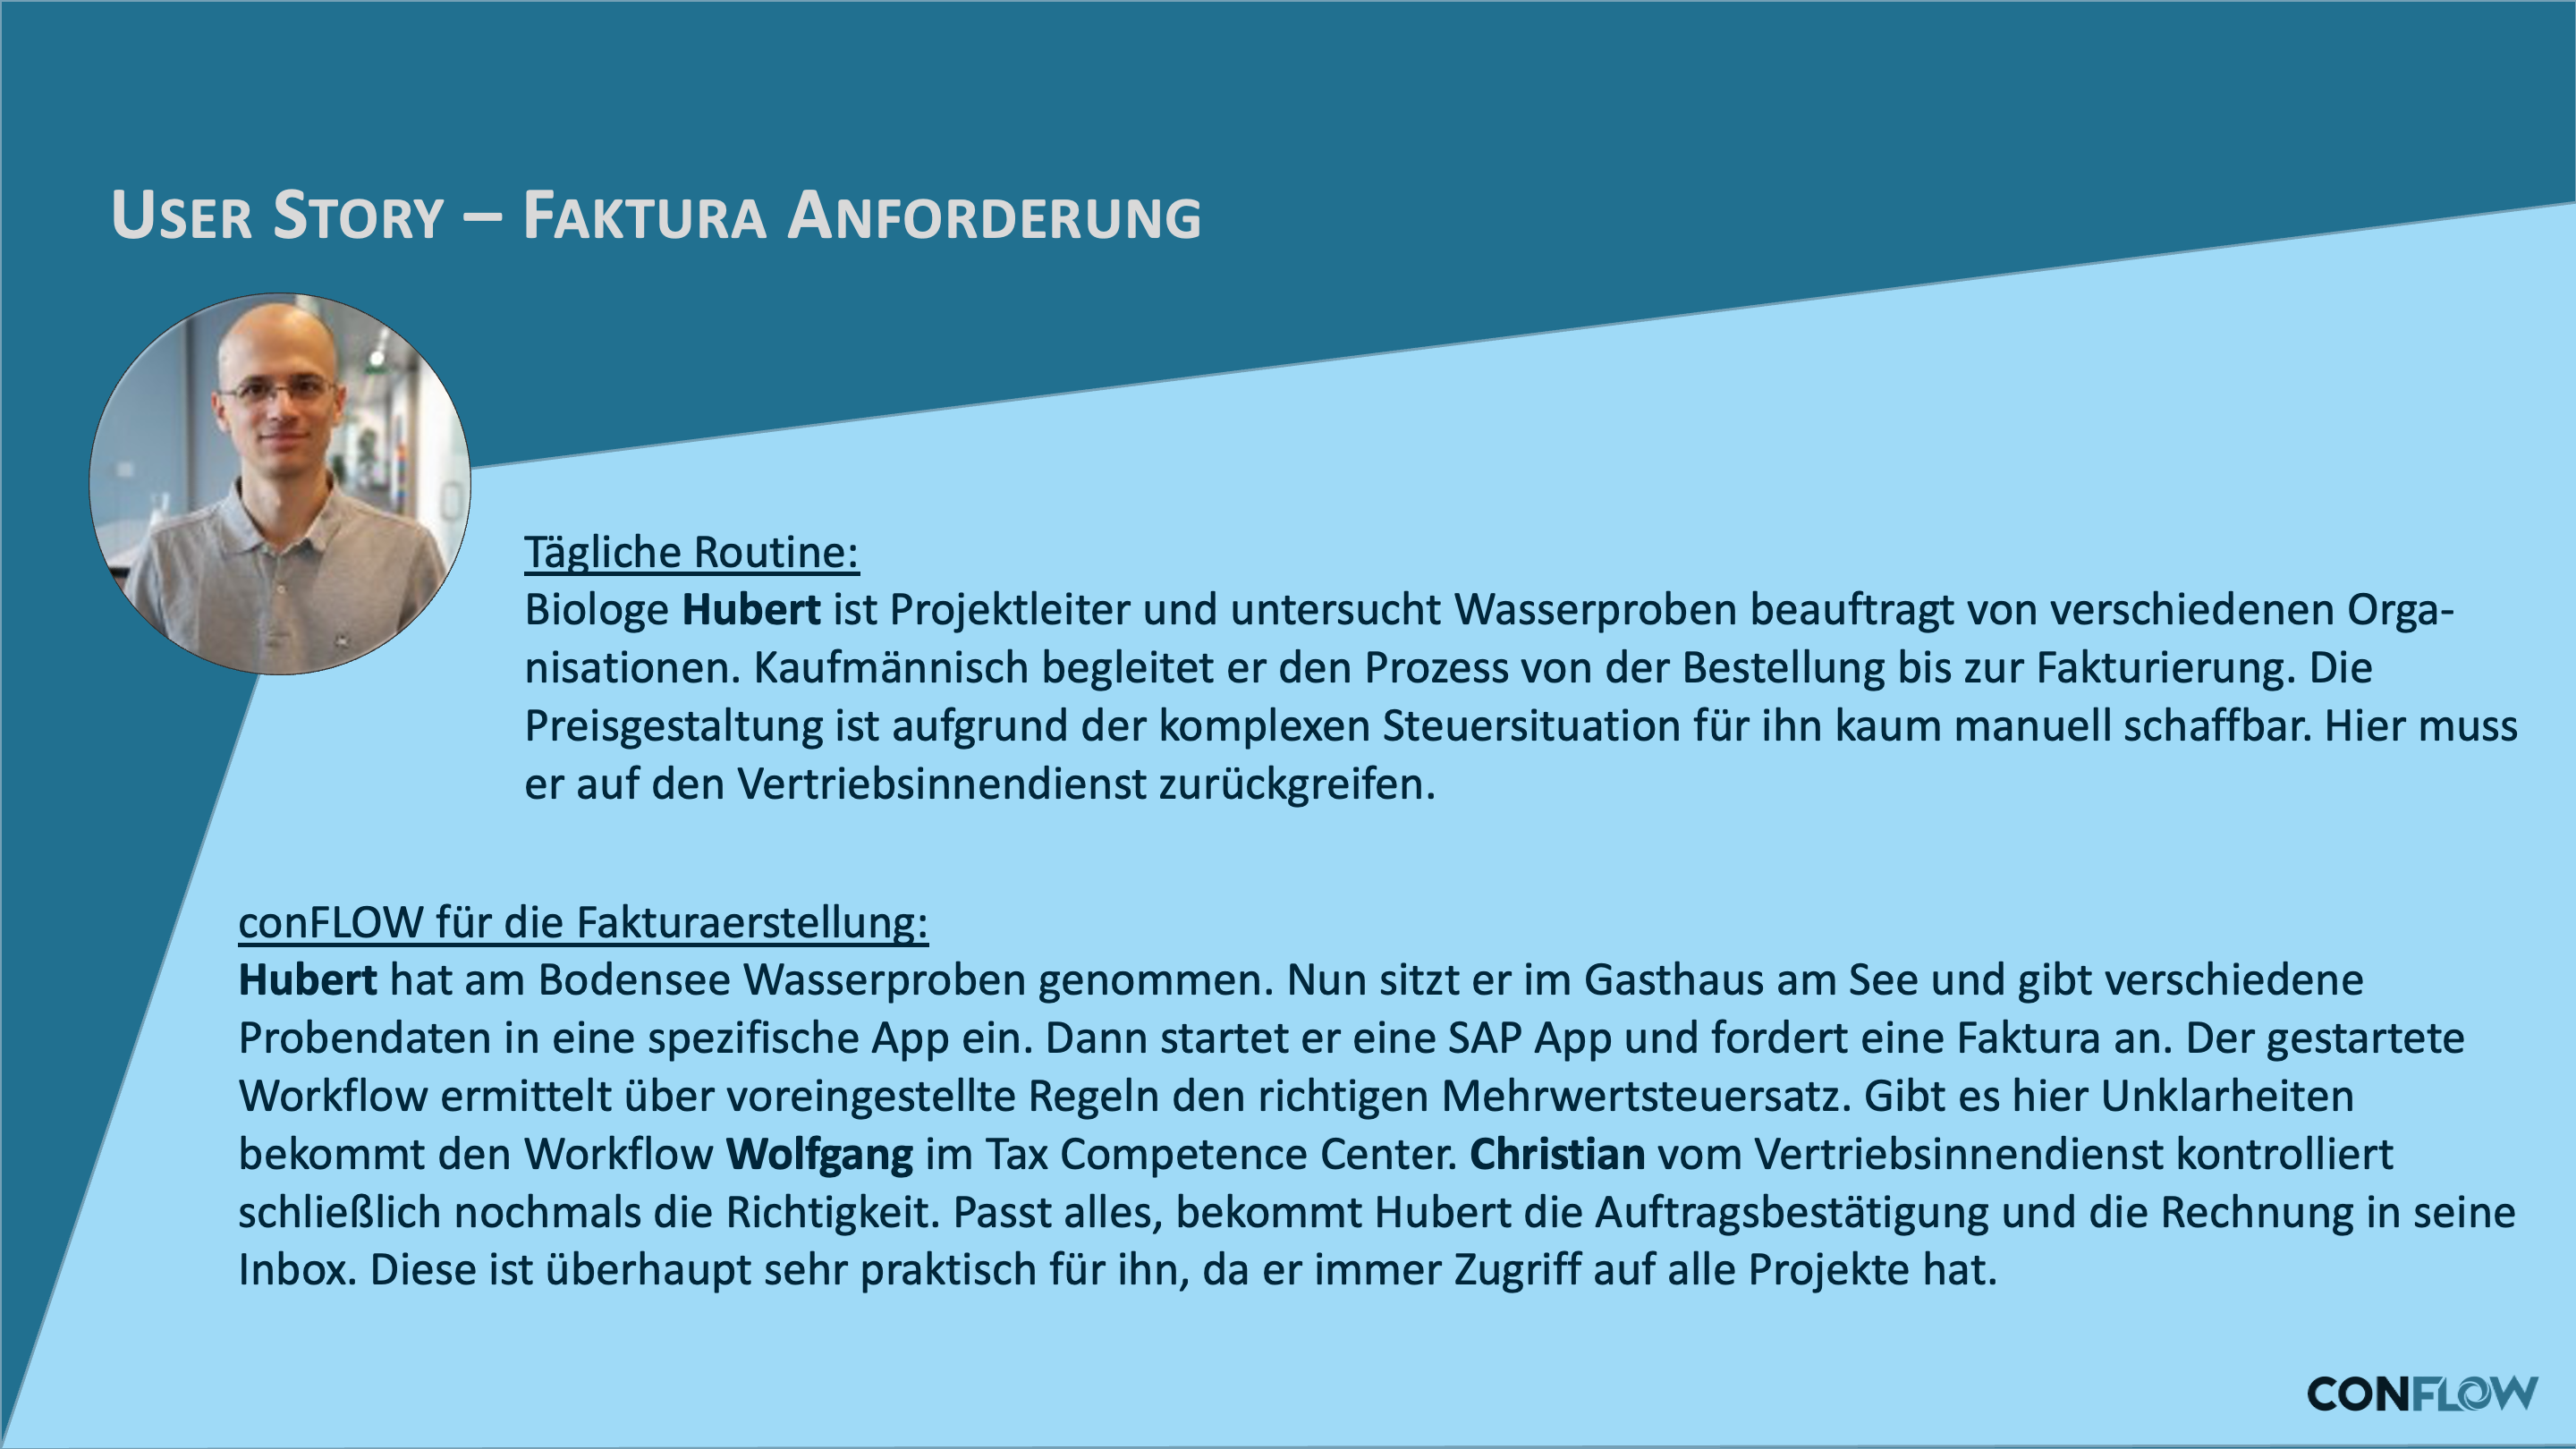 User Story – Faktura Anforderung
Tägliche Routine:
Biologe Hubert ist Projektleiter und untersucht Wasserproben beauftragt von verschiedenen Orga-
nisationen. Kaufmännisch begleitet er den Prozess von der Bestellung bis zur Fakturierung. Die
Preisgestaltung ist aufgrund der komplexen Steuersituation für ihn kaum manuell schaffbar. Hier muss
er auf den Vertriebsinnendienst zurückgreifen.
conFLOW für die Fakturaerstellung:
Hubert hat am Bodensee Wasserproben genommen. Nun sitzt er im Gasthaus am See und gibt verschiedene
Probendaten in eine spezifische App ein. Dann startet er eine SAP App und fordert eine Faktura an. Der gestartete
Workflow ermittelt über voreingestellte Regeln den richtigen Mehrwertsteuersatz. Gibt es hier Unklarheiten
bekommt den Workflow Wolfgang im Tax Competence Center. Christian vom Vertriebsinnendienst kontrolliert
schließlich nochmals die Richtigkeit. Passt alles, bekommt Hubert die Auftragsbestätigung und die Rechnung in seine
Inbox. Diese ist überhaupt sehr praktisch für ihn, da er immer Zugriff auf alle Projekte hat.
CONFLOW